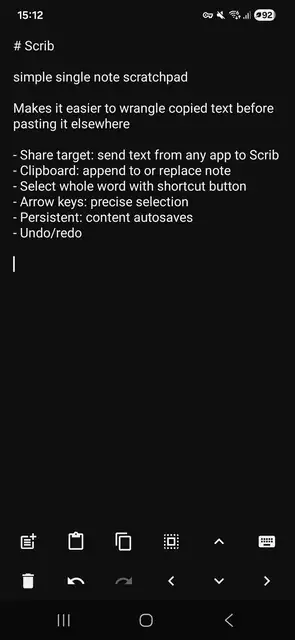 15:12
92
# Scrib
simple single note scratchpad
Makes it easier to wrangle copied text before
pasting it elsewhere
- Share target: send text from any app to Scrib
- Clipboard: append to or replace note
- Select whole word with shortcut button
- Arrow keys: precise selection
- Persistent: content autosaves
- Undo/redo